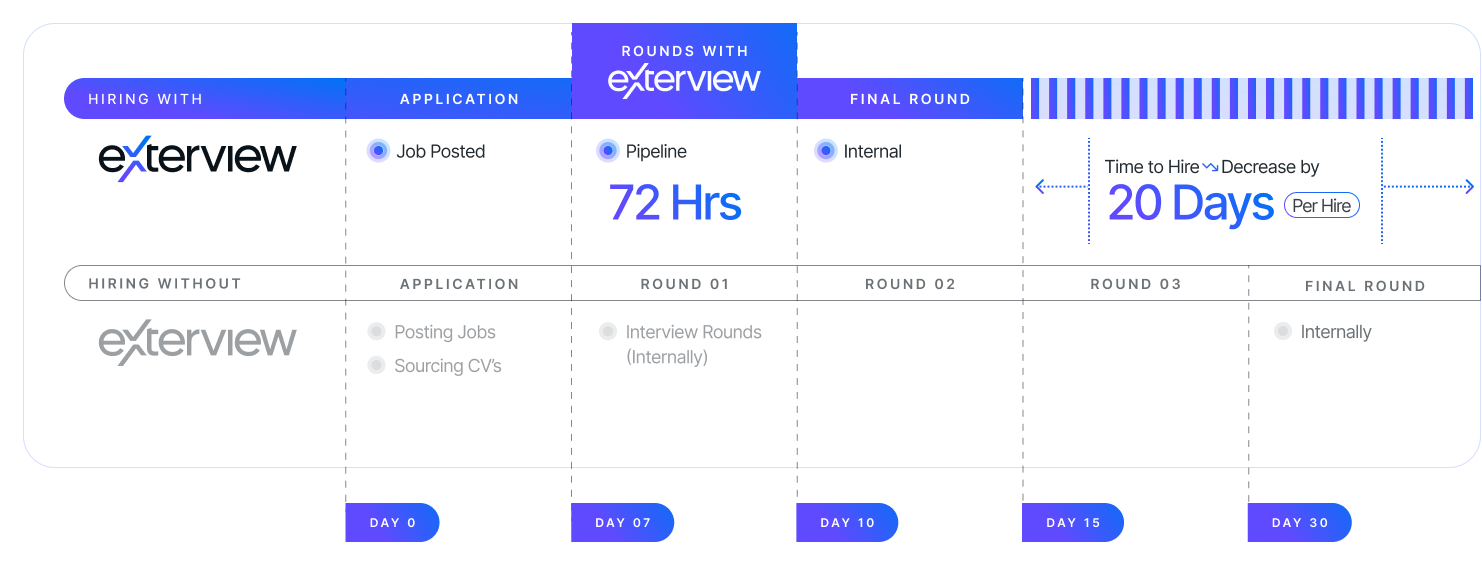 ROUNDS WITH
exterview
HIRING WITH
APPLICATION
FINAL ROUND
exterview
Job Posted
Pipeline
72 Hrs
Internal
Time to Hire Decrease by
20 Days Per Hire
HIRING WITHOUT
APPLICATION
ROUND 01
ROUND 02
ROUND 03
FINAL ROUND
exterview
Posting Jobs
Sourcing CV's
Interview Rounds
(Internally)
Internally
DAY 0
DAY 07
DAY 10
DAY 15
DAY 30